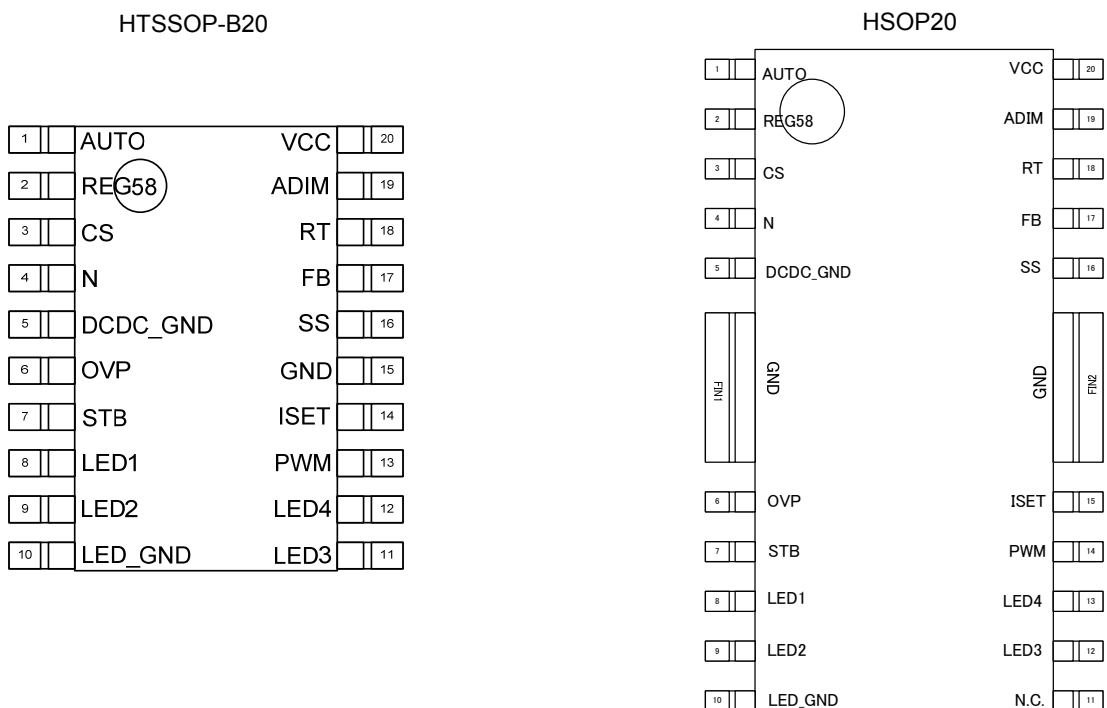 HTSSOP-B20
1 AUTO VCC 20
2 REG58 ADIM 19
3 CS RT 18
4 N FB 17
5 DCDC_GND SS 16
6 OVP GND 15
7 STB ISET 14
8 LED1 PWM 13
9 LED2 LED4 12
10 LED_GND LED3 11
HSOP20
1 AUTO VCC 20
2 REG58 ADIM 19
3 CS RT 18
4 N FB 17
5 DCDC_GND SS 16
FIN1 GND GND FIN2
6 OVP ISET 15
7 STB PWM 14
8 LED1 LED4 13
9 LED2 LED3 12
10 LED_GND N.C. 11